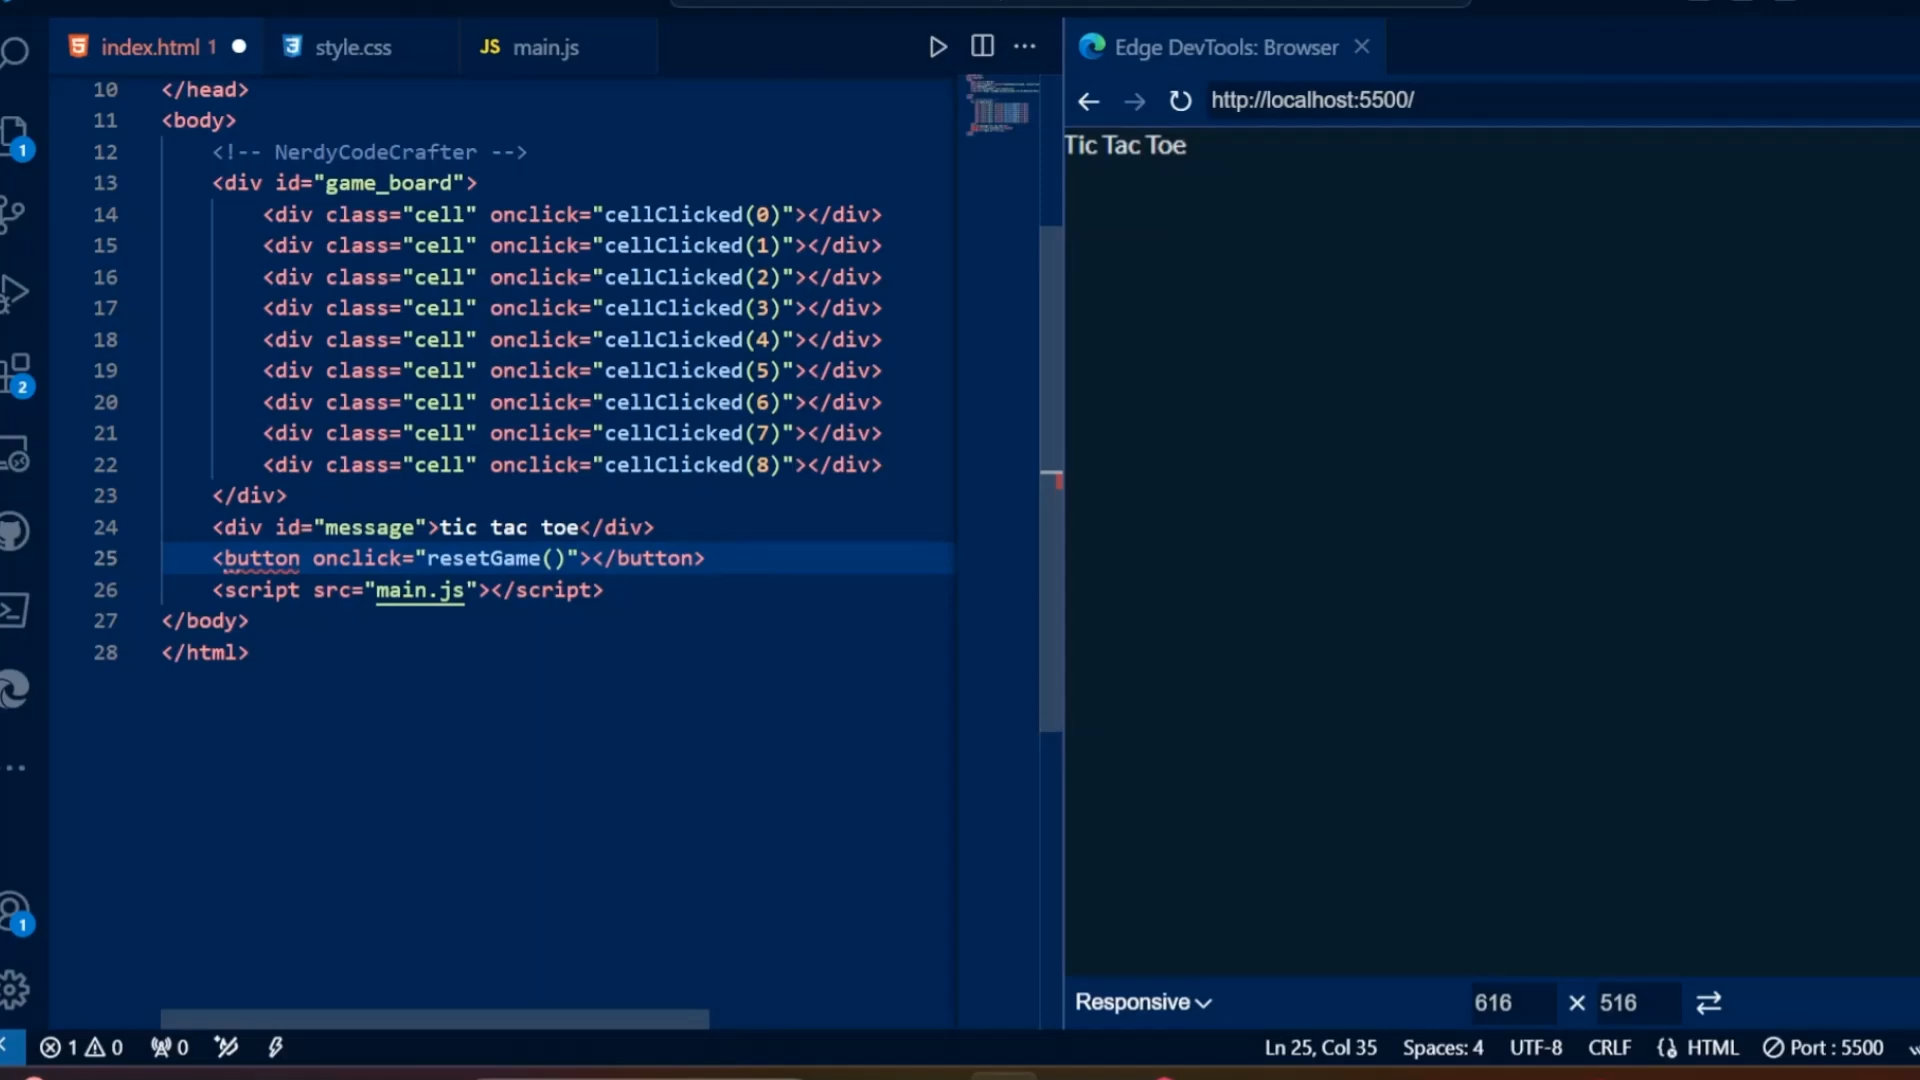 index.html 1
style.css
JS main.js
Edge DevTools: Browser
http://localhost:5500/
Tic Tac Toe
10 </head>
11 <body>
12 <!-- NerdyCodeCrafter -->
13 <div id="game_board">
14 <div class="cell" onclick="cellClicked(0)"></div>
15 <div class="cell" onclick="cellClicked(1)"></div>
16 <div class="cell" onclick="cellClicked(2)"></div>
17 <div class="cell" onclick="cellClicked(3)"></div>
18 <div class="cell" onclick="cellClicked(4)"></div>
19 <div class="cell" onclick="cellClicked(5)"></div>
20 <div class="cell" onclick="cellClicked(6)"></div>
21 <div class="cell" onclick="cellClicked(7)"></div>
22 <div class="cell" onclick="cellClicked(8)"></div>
23 </div>
24 <div id="message">tic tac toe</div>
25 <button onclick="resetGame()"></button>
26 <script src="main.js"></script>
27 </body>
28 </html>
1
2
1
Responsive
616 × 516
1 0 0
Ln 25, Col 35
Spaces: 4
UTF-8
CRLF
HTML
Port : 5500